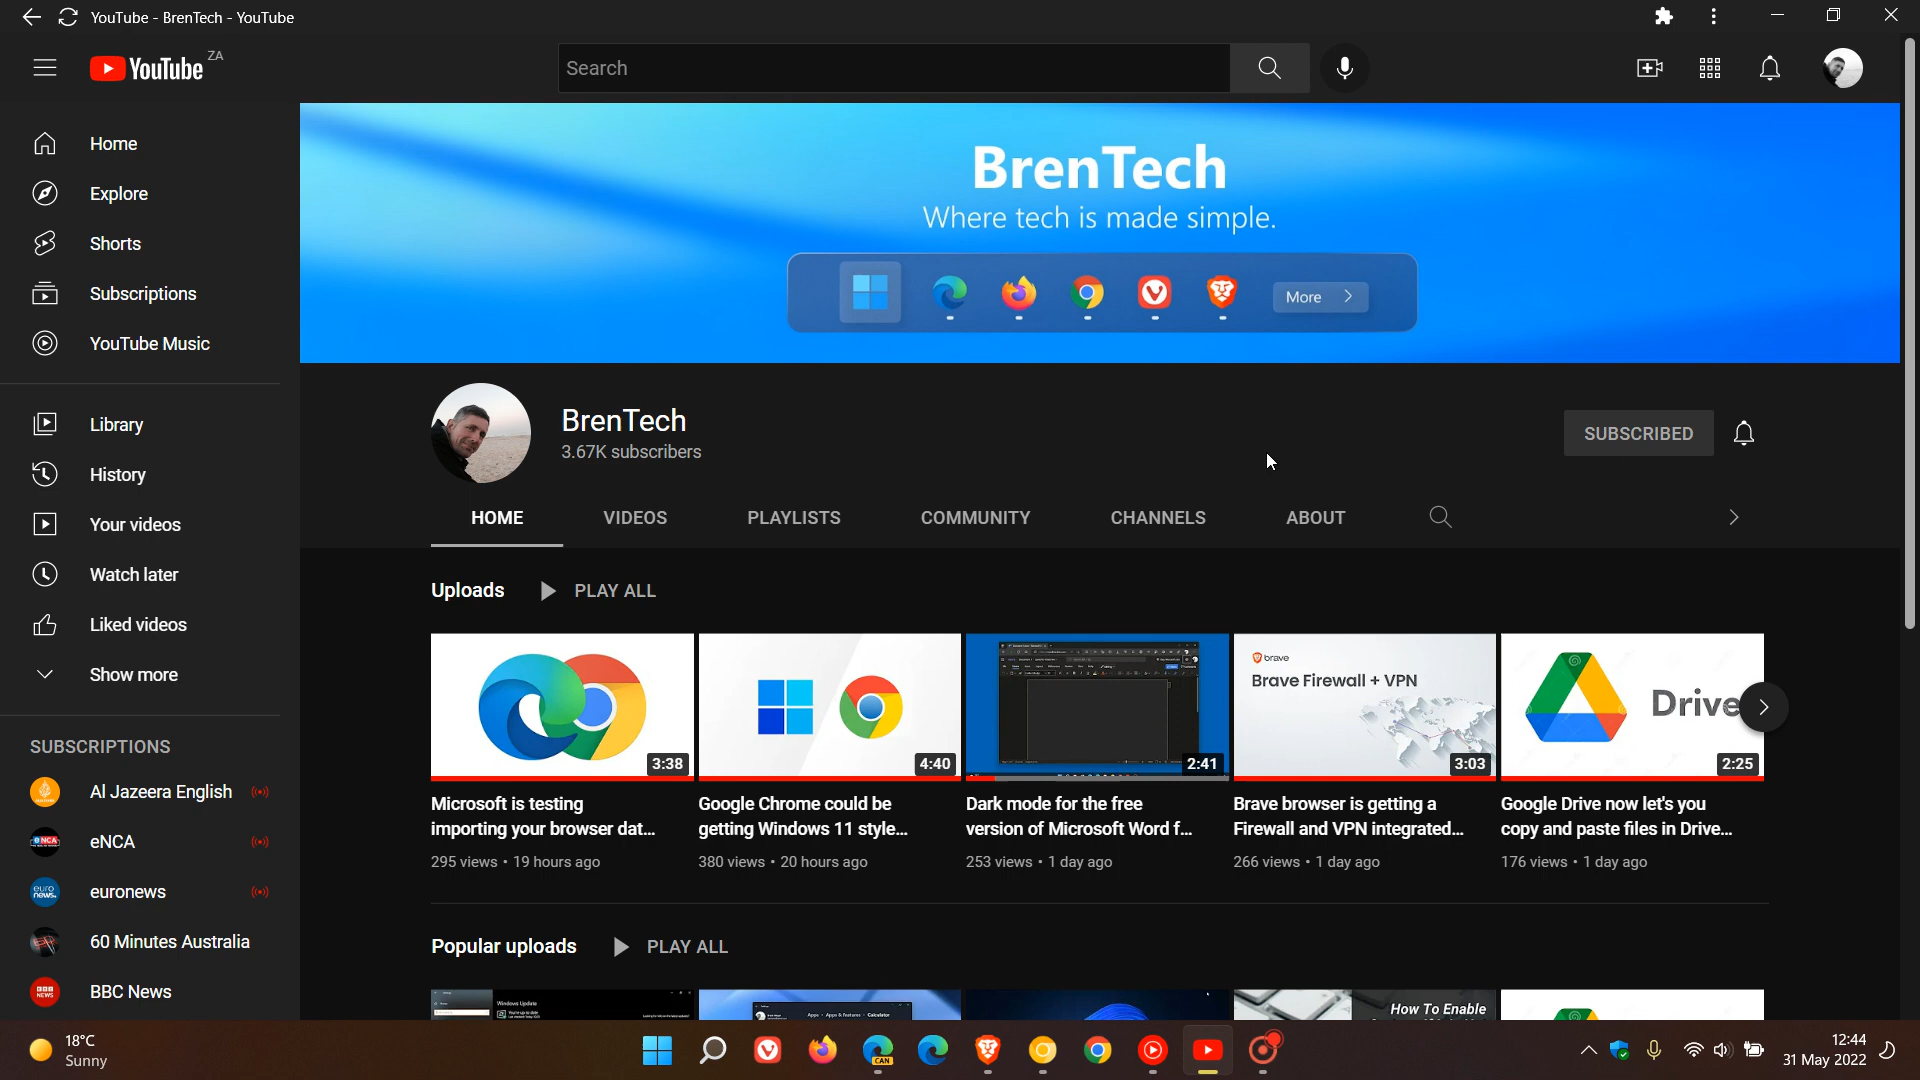 YouTube - BrenTech - YouTube
YouTube ZA
Search
Home
Explore
Shorts
Subscriptions
YouTube Music
Library
History
Your videos
Watch later
Liked videos
Show more
SUBSCRIPTIONS
Al Jazeera English
eNCA
euronews
60 Minutes Australia
BBC News
BrenTech
Where tech is made simple.
More
BrenTech
3.67K subscribers
SUBSCRIBED
HOME VIDEOS PLAYLISTS COMMUNITY CHANNELS ABOUT
Uploads PLAY ALL
3:38
Microsoft is testing
importing your browser dat...
295 views • 19 hours ago
4:40
Google Chrome could be
getting Windows 11 style...
380 views • 20 hours ago
2:41
Dark mode for the free
version of Microsoft Word f...
253 views • 1 day ago
brave
Brave Firewall + VPN
3:03
Brave browser is getting a
Firewall and VPN integrated...
266 views • 1 day ago
Drive
2:25
Google Drive now let's you
copy and paste files in Drive...
176 views • 1 day ago
Popular uploads PLAY ALL
Windows Update
Apps › Apps & features › Calculator
How To Enable
18°C
Sunny
CAN
12:44
31 May 2022